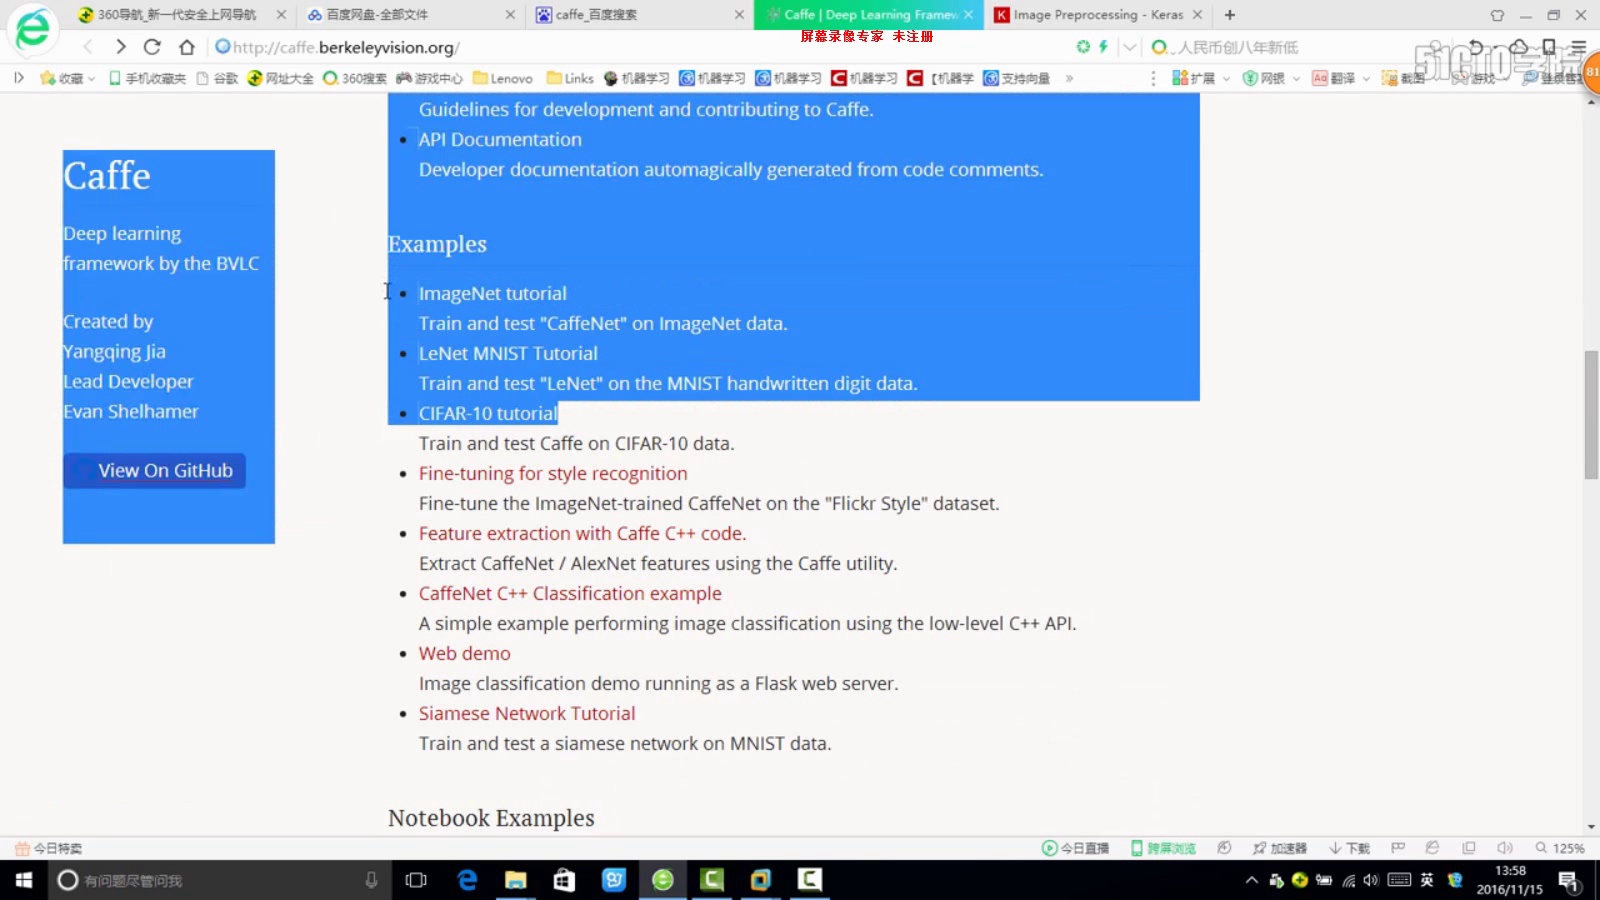 360导航_新一代安全上网导航
百度网盘-全部文件
caffe_百度搜索
Caffe | Deep Learning Framew
Image Preprocessing - Keras
屏幕录像专家 未注册
http://caffe.berkeleyvision.org/
人民币创八年新低
51CTO学院
收藏
手机收藏夹
谷歌
网址大全
360搜索
游戏中心
Lenovo
Links
机器学习
机器学习
机器学习
机器学习
【机器学
支持向量
扩展
网银
翻译
截图
游戏
81
Guidelines for development and contributing to Caffe.
API Documentation
Developer documentation automagically generated from code comments.
Caffe
Deep learning
framework by the BVLC
Created by
Yangqing Jia
Lead Developer
Evan Shelhamer
View On GitHub
Examples
ImageNet tutorial
Train and test "CaffeNet" on ImageNet data.
LeNet MNIST Tutorial
Train and test "LeNet" on the MNIST handwritten digit data.
CIFAR-10 tutorial
Train and test Caffe on CIFAR-10 data.
Fine-tuning for style recognition
Fine-tune the ImageNet-trained CaffeNet on the "Flickr Style" dataset.
Feature extraction with Caffe C++ code.
Extract CaffeNet / AlexNet features using the Caffe utility.
CaffeNet C++ Classification example
A simple example performing image classification using the low-level C++ API.
Web demo
Image classification demo running as a Flask web server.
Siamese Network Tutorial
Train and test a siamese network on MNIST data.
Notebook Examples
今日特卖
今日直播
跨屏浏览
加速器
下载
125%
有问题尽管问我
英
13:58
2016/11/15
1